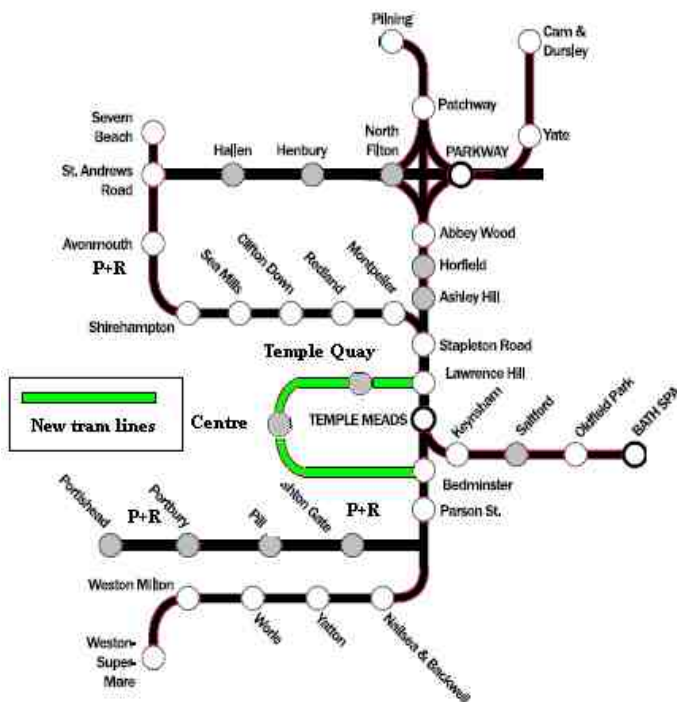 Pilning
Cam &
Dursley
Patchway
Severn
Beach
North
Filton
Yate
Hallen
Henbury
PARKWAY
St. Andrews
Road
Avonmouth
P+R
Abbey Wood
Horfield
Ashley Hill
Sea Mills
Clifton Down
Redland
Montpelier
Shirehampton
Stapleton Road
Temple Quay
Lawrence Hill
New tram lines
Centre
TEMPLE MEADS
Keynsham
Saltford
Oldfield Park
BATH SPA
Bedminster
Parson St.
Portishead
P+R
Portbury
Pill
shton Gate
P+R
Weston Milton
Worle
Yatton
Nailsea & Backwell
Weston-
Super-
Mare